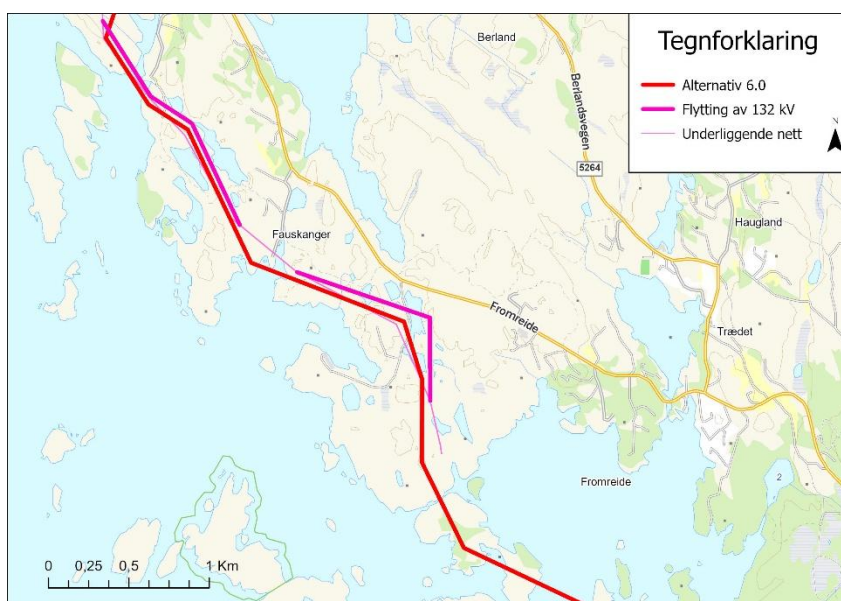 Tegnforklaring
Alternativ 6.0
Flytting av 132 kV
Underliggende nett
N
Berland
Berlandsvegen
5264
Haugland
Fauskanger
Fromreide
Trædet
Fromreide
2
0 0,25 0,5 1 Km